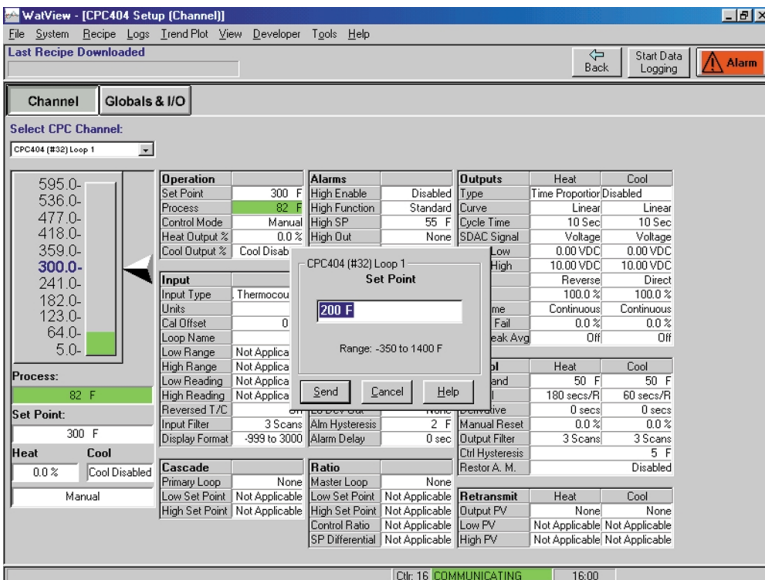 WatView - [CPC404 Setup (Channel)]
File System Recipe Logs Trend Plot View Developer Tools Help
Last Recipe Downloaded
Back
Start Data Logging
Alarm
Channel Globals & I/O
Select CPC Channel:
CPC404 (#32) Loop 1
595.0-
536.0-
477.0-
418.0-
359.0-
300.0-
241.0-
182.0-
123.0-
64.0-
5.0-
Process:
82 F
Set Point:
300 F
Heat Cool
0.0 % Cool Disabled
Manual
Operation
Set Point 300 F
Process 82 F
Control Mode Manual
Heat Output % 0.0 %
Cool Output % Cool Disab
Input
Input Type Thermocou
Units
Cal Offset 0
Loop Name
Low Range Not Applica
High Range Not Applica
Low Reading Not Applica
High Reading Not Applica
Reversed T/C
Input Filter 3 Scans
Display Format -999 to 3000
Cascade
Primary Loop None
Low Set Point Not Applicable
High Set Point Not Applicable
Alarms
High Enable Disabled
High Function Standard
High SP 55 F
High Out None
Alm Hysteresis 2 F
Alarm Delay 0 sec
Ratio
Master Loop None
Low Set Point Not Applicable
High Set Point Not Applicable
Control Ratio Not Applicable
SP Differential Not Applicable
Outputs Heat Cool
Type Time Proportior Disabled
Curve Linear Linear
Cycle Time 10 Sec 10 Sec
SDAC Signal Voltage Voltage
Low 0.00 VDC 0.00 VDC
High 10.00 VDC 10.00 VDC
Reverse Direct
100.0 % 100.0 %
me Continuous Continuous
Fail 0.0 % 0.0 %
eak Avg Off Off
ol Heat Cool
and 50 F 50 F
180 secs/R 60 secs/R
Derivative 0 secs 0 secs
Manual Reset 0.0 % 0.0 %
Output Filter 3 Scans 3 Scans
Ctrl Hysteresis 5 F
Restor A. M. Disabled
Retransmit Heat Cool
Output PV None None
Low PV Not Applicable Not Applicable
High PV Not Applicable Not Applicable
CPC404 (#32) Loop 1
Set Point
200 F
Range: -350 to 1400 F
Send Cancel Help
Ctlr: 16 COMMUNICATING 16:00